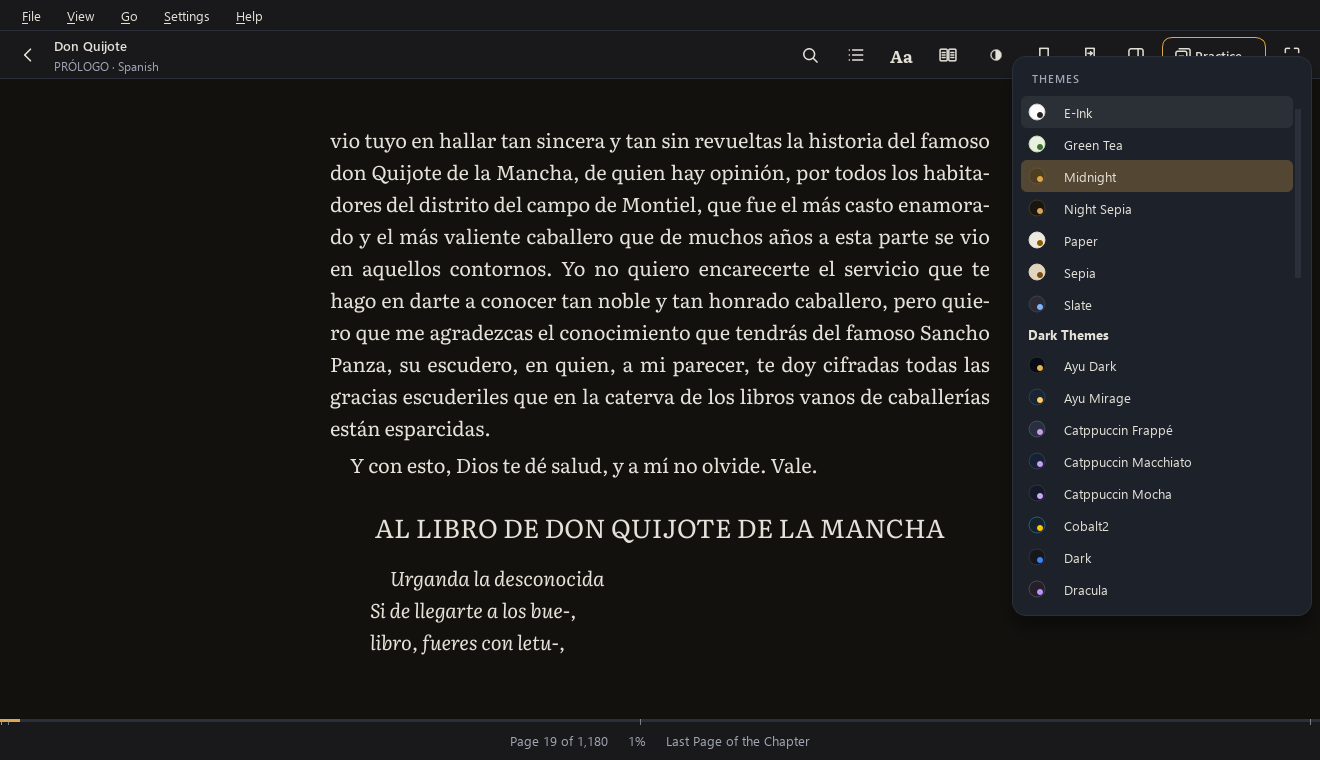 File View Go Settings Help
Don Quijote
PRÓLOGO · Spanish
Aa
Practice
vio tuyo en hallar tan sincera y tan sin revueltas la historia del famoso
don Quijote de la Mancha, de quien hay opinión, por todos los habita-
dores del distrito del campo de Montiel, que fue el más casto enamora-
do y el más valiente caballero que de muchos años a esta parte se vio
en aquellos contornos. Yo no quiero encarecerte el servicio que te
hago en darte a conocer tan noble y tan honrado caballero, pero quie-
ro que me agradezcas el conocimiento que tendrás del famoso Sancho
Panza, su escudero, en quien, a mi parecer, te doy cifradas todas las
gracias escuderiles que en la caterva de los libros vanos de caballerías
están esparcidas.
Y con esto, Dios te dé salud, y a mí no olvide. Vale.
AL LIBRO DE DON QUIJOTE DE LA MANCHA
Urganda la desconocida
Si de llegarte a los bue-,
libro, fueres con letu-,
THEMES
E-Ink
Green Tea
Midnight
Night Sepia
Paper
Sepia
Slate
Dark Themes
Ayu Dark
Ayu Mirage
Catppuccin Frappé
Catppuccin Macchiato
Catppuccin Mocha
Cobalt2
Dark
Dracula
Page 19 of 1,180 1% Last Page of the Chapter